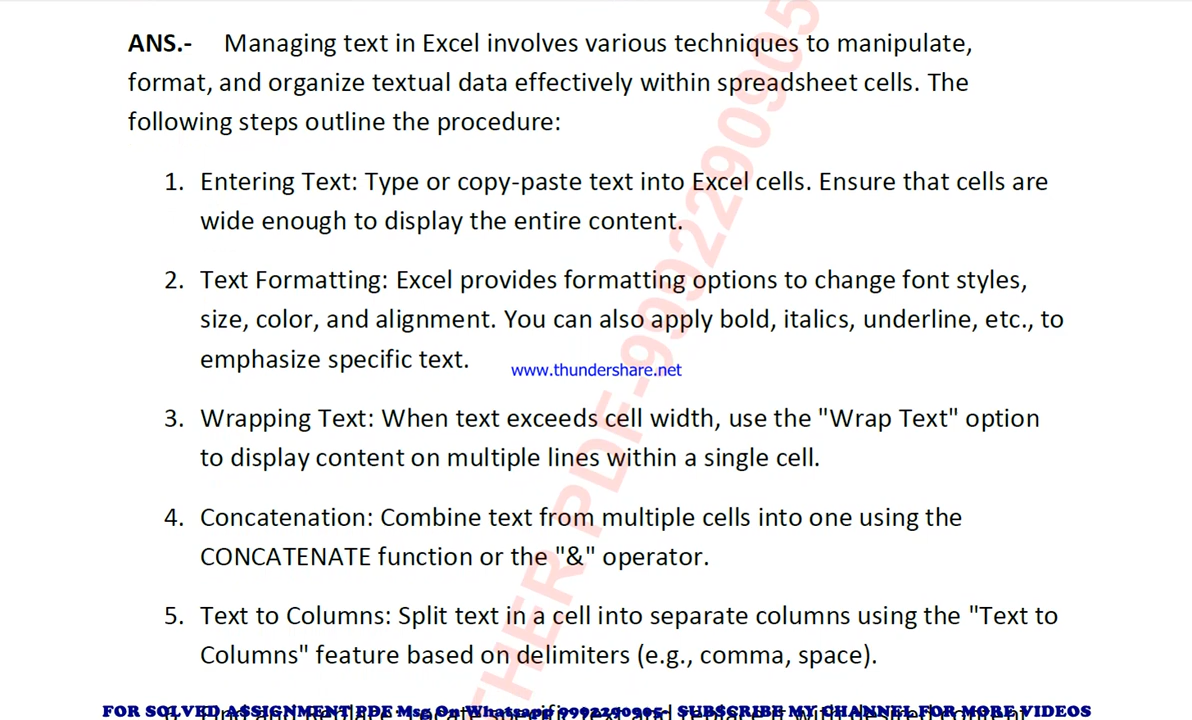 ANS.- Managing text in Excel involves various techniques to manipulate,
format, and organize textual data effectively within spreadsheet cells. The
following steps outline the procedure:
1. Entering Text: Type or copy-paste text into Excel cells. Ensure that cells are
wide enough to display the entire content.
2. Text Formatting: Excel provides formatting options to change font styles,
size, color, and alignment. You can also apply bold, italics, underline, etc., to
emphasize specific text.
www.thundershare.net
3. Wrapping Text: When text exceeds cell width, use the "Wrap Text" option
to display content on multiple lines within a single cell.
4. Concatenation: Combine text from multiple cells into one using the
CONCATENATE function or the "&" operator.
5. Text to Columns: Split text in a cell into separate columns using the "Text to
Columns" feature based on delimiters (e.g., comma, space).
FOR SOLVED ASSIGNMENT PDF Msg On Whatsapp 9992290905- SUBSCRIBE MY CHANNEL FOR MORE VIDEOS
THER PDF-9992290905